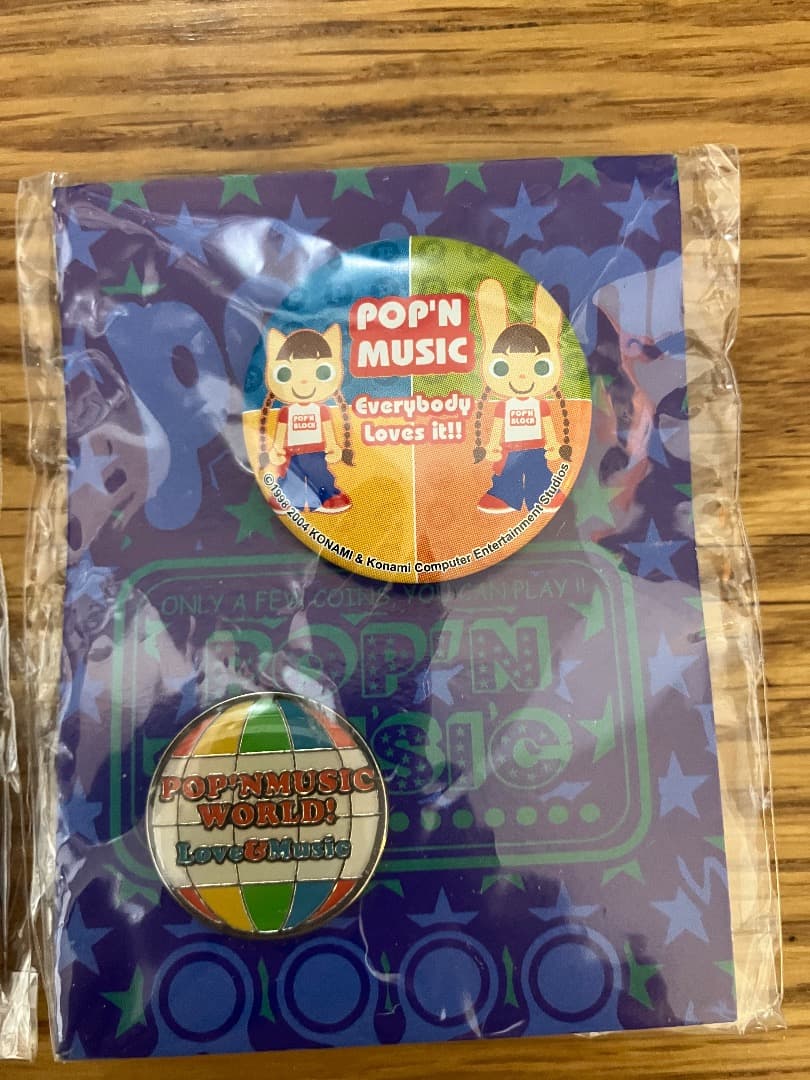 POP'N
MUSIC
Everybody
Loves it!!
POP'N
BLOCK
POP'N
BLOCK
©1998 2004 KONAMI & Konami Computer Entertainment Studios
ONLY A FEW COINS, YOU CAN PLAY !!
POP'N
MUSIC
POP'NMUSIC
WORLD!
Love&Music